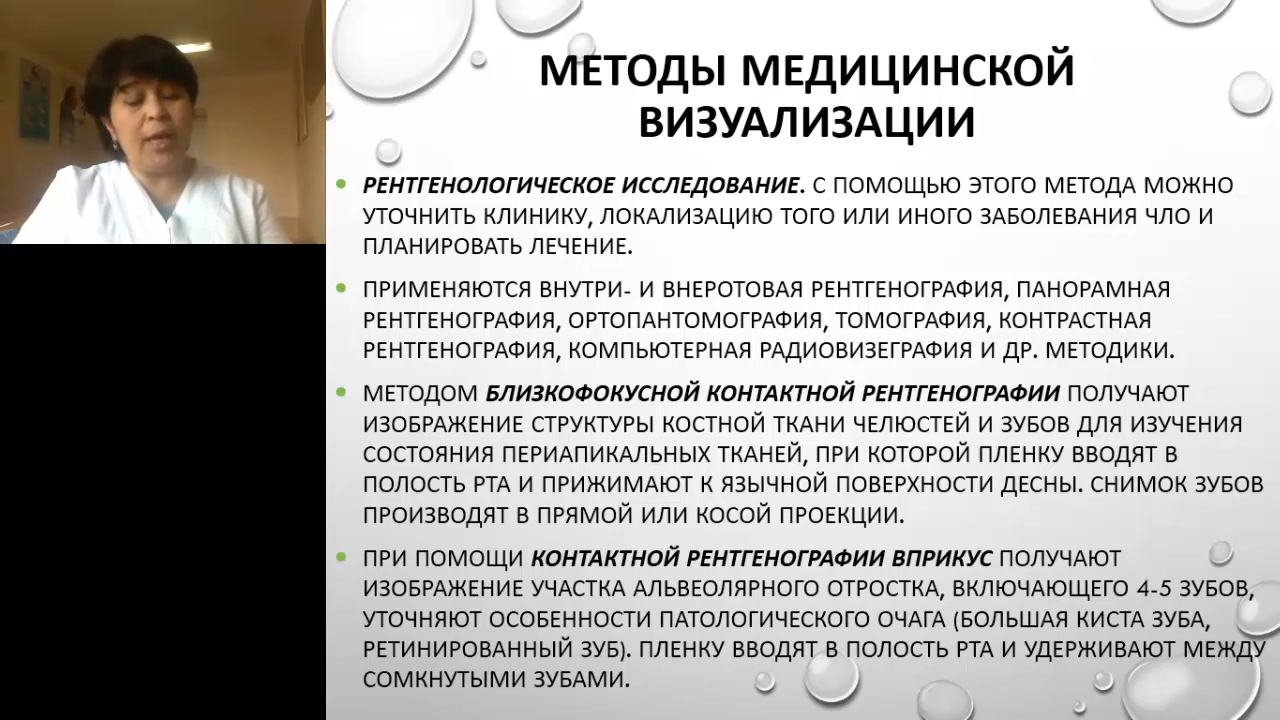 МЕТОДЫ МЕДИЦИНСКОЙ
ВИЗУАЛИЗАЦИИ
• РЕНТГЕНОЛОГИЧЕСКОЕ ИССЛЕДОВАНИЕ. С ПОМОЩЬЮ ЭТОГО МЕТОДА МОЖНО
УТОЧНИТЬ КЛИНИКУ, ЛОКАЛИЗАЦИЮ ТОГО ИЛИ ИНОГО ЗАБОЛЕВАНИЯ ЧЛО И
ПЛАНИРОВАТЬ ЛЕЧЕНИЕ.
• ПРИМЕНЯЮТСЯ ВНУТРИ- И ВНЕРОТОВАЯ РЕНТГЕНОГРАФИЯ, ПАНОРАМНАЯ
РЕНТГЕНОГРАФИЯ, ОРТОПАНТОМОГРАФИЯ, ТОМОГРАФИЯ, КОНТРАСТНАЯ
РЕНТГЕНОГРАФИЯ, КОМПЬЮТЕРНАЯ РАДИОВИЗЕГРАФИЯ И ДР. МЕТОДИКИ.
• МЕТОДОМ БЛИЗКОФОКУСНОЙ КОНТАКТНОЙ РЕНТГЕНОГРАФИИ ПОЛУЧАЮТ
ИЗОБРАЖЕНИЕ СТРУКТУРЫ КОСТНОЙ ТКАНИ ЧЕЛЮСТЕЙ И ЗУБОВ ДЛЯ ИЗУЧЕНИЯ
СОСТОЯНИЯ ПЕРИАПИКАЛЬНЫХ ТКАНЕЙ, ПРИ КОТОРОЙ ПЛЕНКУ ВВОДЯТ В
ПОЛОСТЬ РТА И ПРИЖИМАЮТ К ЯЗЫЧНОЙ ПОВЕРХНОСТИ ДЕСНЫ. СНИМОК ЗУБОВ
ПРОИЗВОДЯТ В ПРЯМОЙ ИЛИ КОСОЙ ПРОЕКЦИИ.
• ПРИ ПОМОЩИ КОНТАКТНОЙ РЕНТГЕНОГРАФИИ ВПРИКУС ПОЛУЧАЮТ
ИЗОБРАЖЕНИЕ УЧАСТКА АЛЬВЕОЛЯРНОГО ОТРОСТКА, ВКЛЮЧАЮЩЕГО 4-5 ЗУБОВ,
УТОЧНЯЮТ ОСОБЕННОСТИ ПАТОЛОГИЧЕСКОГО ОЧАГА (БОЛЬШАЯ КИСТА ЗУБА,
РЕТИНИРОВАННЫЙ ЗУБ). ПЛЕНКУ ВВОДЯТ В ПОЛОСТЬ РТА И УДЕРЖИВАЮТ МЕЖДУ
СОМКНУТЫМИ ЗУБАМИ.